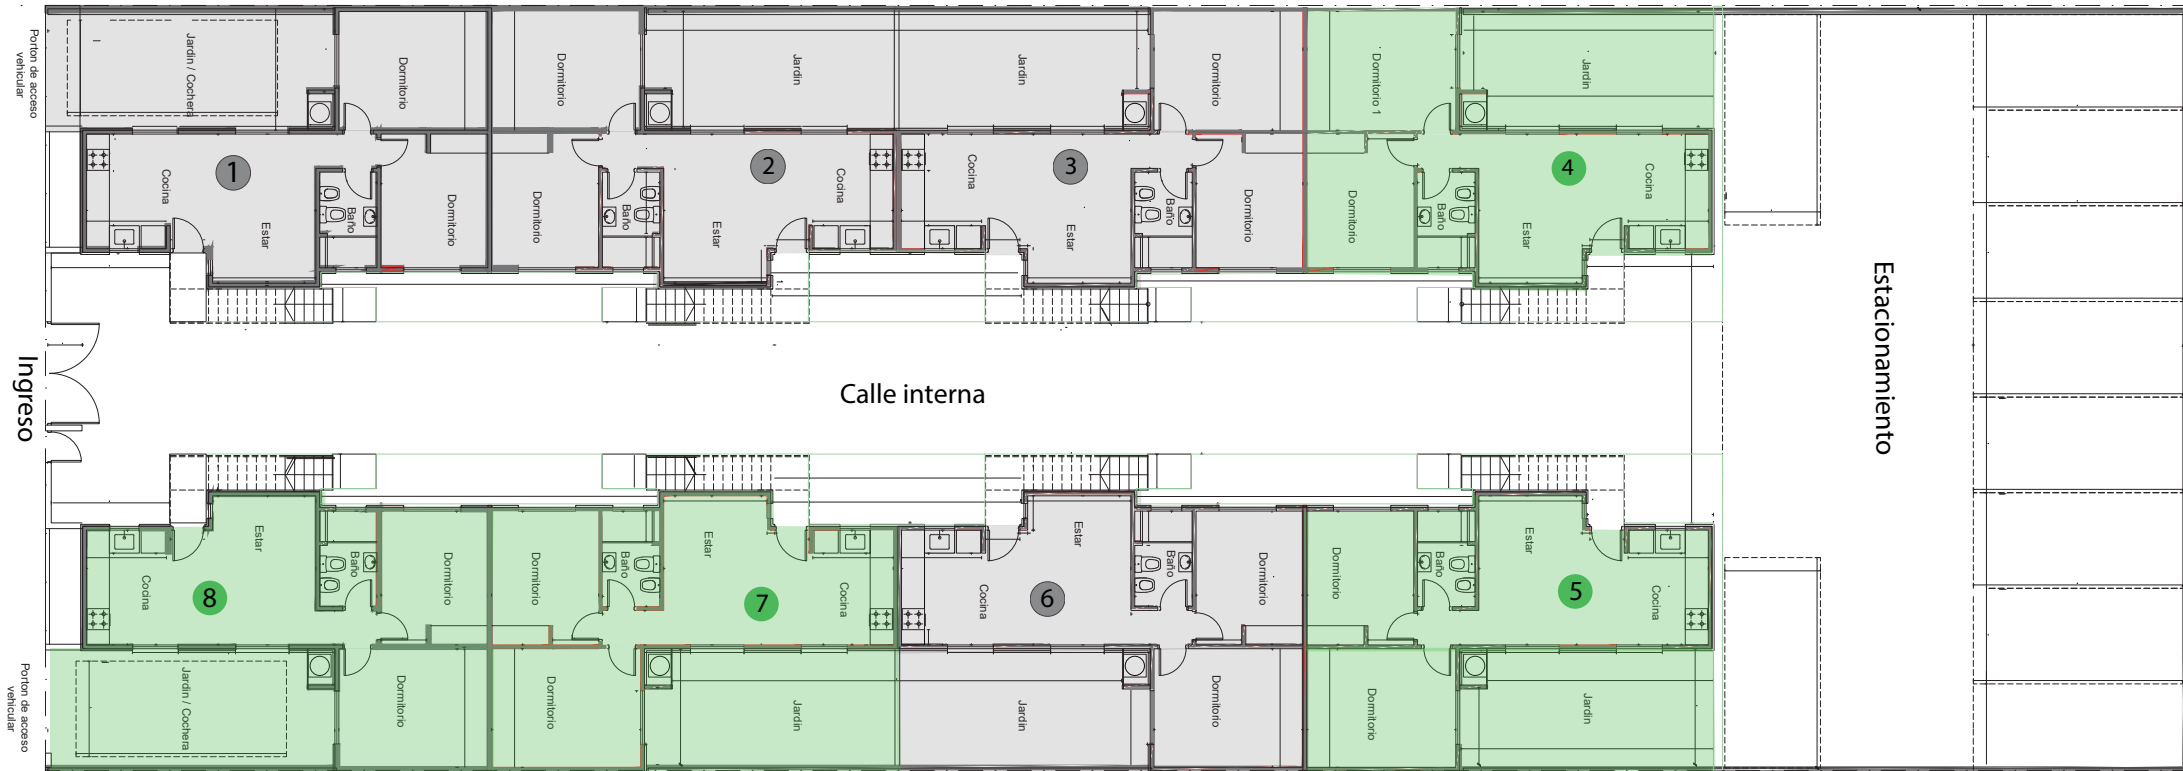 Porton de acceso
vehicular
Jardin / Cochera
Dormitorio
Dormitorio
Jardin
Jardin
Dormitorio
Dormitorio 1
Jardin
1
Cocina
Estar
Baño
Dormitorio
Dormitorio
Baño
Estar
2
Cocina
Cocina
3
Estar
Baño
Dormitorio
Dormitorio
Baño
Estar
4
Cocina
Ingreso
Calle interna
Estacionamiento
Cocina
8
Estar
Baño
Dormitorio
Dormitorio
Baño
Estar
7
Cocina
Cocina
6
Estar
Baño
Dormitorio
Dormitorio
Baño
Estar
5
Cocina
Porton de acceso
vehicular
Jardin / Cochera
Dormitorio
Dormitorio
Jardin
Jardin
Dormitorio
Dormitorio
Jardin